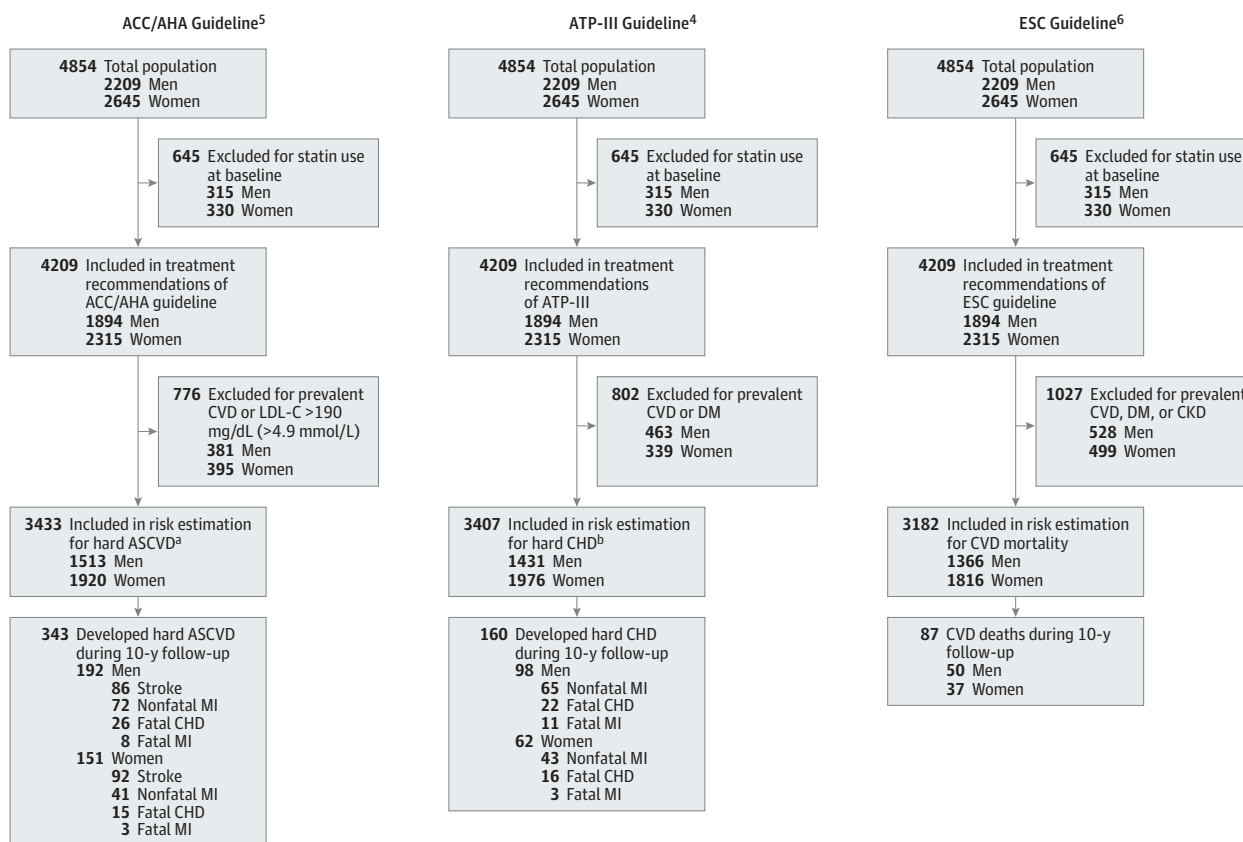 ACC/AHA Guideline5
4854 Total population
2209 Men
2645 Women
645 Excluded for statin use
at baseline
315 Men
330 Women
4209 Included in treatment
recommendations of
ACC/AHA guideline
1894 Men
2315 Women
776 Excluded for prevalent
CVD or LDL-C >190
mg/dL (>4.9 mmol/L)
381 Men
395 Women
3433 Included in risk estimation
for hard ASCVDa
1513 Men
1920 Women
343 Developed hard ASCVD
during 10-y follow-up
192 Men
86 Stroke
72 Nonfatal MI
26 Fatal CHD
8 Fatal MI
151 Women
92 Stroke
41 Nonfatal MI
15 Fatal CHD
3 Fatal MI
ATP-III Guideline4
4854 Total population
2209 Men
2645 Women
645 Excluded for statin use
at baseline
315 Men
330 Women
4209 Included in treatment
recommendations
of ATP-III
1894 Men
2315 Women
802 Excluded for prevalent
CVD or DM
463 Men
339 Women
3407 Included in risk estimation
for hard CHDb
1431 Men
1976 Women
160 Developed hard CHD
during 10-y follow-up
98 Men
65 Nonfatal MI
22 Fatal CHD
11 Fatal MI
62 Women
43 Nonfatal MI
16 Fatal CHD
3 Fatal MI
ESC Guideline6
4854 Total population
2209 Men
2645 Women
645 Excluded for statin use
at baseline
315 Men
330 Women
4209 Included in treatment
recommendations of
ESC guideline
1894 Men
2315 Women
1027 Excluded for prevalent
CVD, DM, or CKD
528 Men
499 Women
3182 Included in risk estimation
for CVD mortality
1366 Men
1816 Women
87 CVD deaths during 10-y
follow-up
50 Men
37 Women